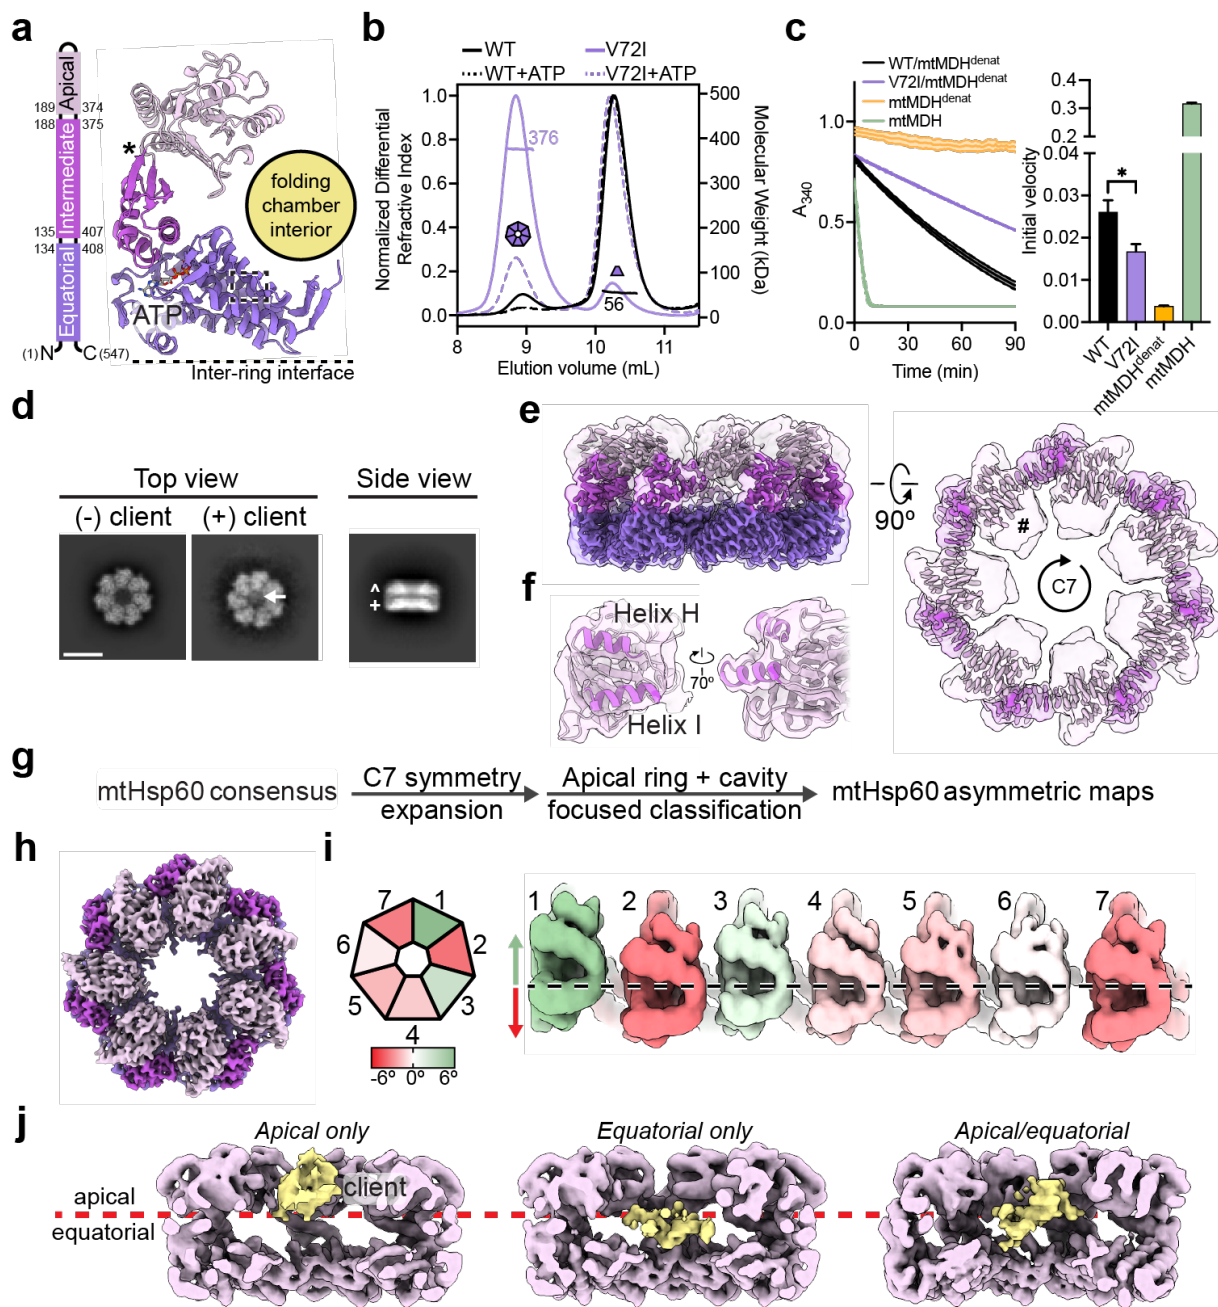 a
Apical
Intermediate
Equatorial
189
374
188
375
135
407
134
408
*
folding
chamber
interior
ATP
(1)N
C(547)
Inter-ring interface
b
WT
V72I
WT+ATP
V72I+ATP
Normalized Differential
Refractive Index
1.0
0.8
0.6
0.4
0.2
0.0
376
56
500
400
300
200
100
0
Molecular Weight (kDa)
8
9
10
11
Elution volume (mL)
c
WT/mtMDHdenat
V72I/mtMDHdenat
mtMDHdenat
mtMDH
A340
1.0
0.5
0.0
0
30
60
90
Time (min)
Initial velocity
0.4
0.3
0.2
0.04
0.03
0.02
0.01
0.00
*
WT
V72I
mtMDHdenat
mtMDH
d
Top view
Side view
(-) client
(+) client
^
+
e
90º
#
C7
f
Helix H
Helix I
70º
g
mtHsp60 consensus
C7 symmetry
expansion
Apical ring + cavity
focused classification
mtHsp60 asymmetric maps
h
i
7
1
6
2
5
3
4
-6º
0º
6º
1
2
3
4
5
6
7
j
Apical only
Equatorial only
Apical/equatorial
client
apical
equatorial